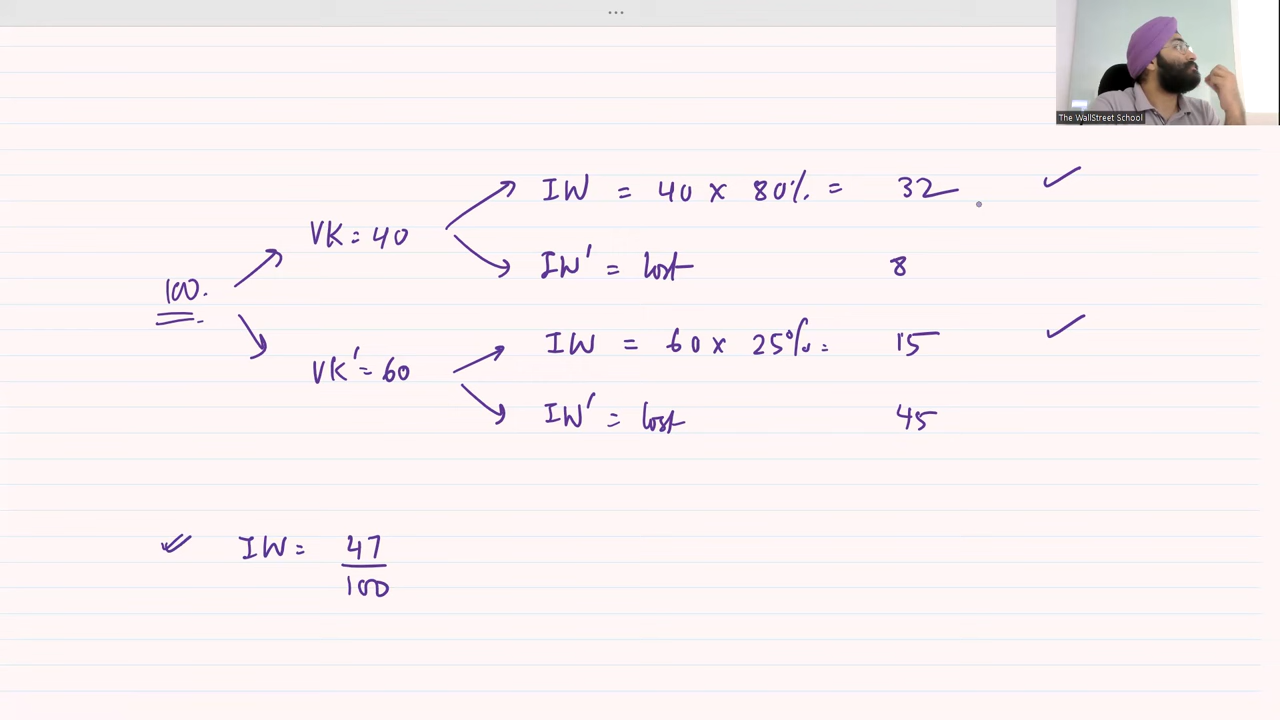 The WallStreet School
IW = 40 x 80% = 32
VK = 40
IW' = lost 8
100.
IW = 60 x 25% = 15
VK' = 60
IW' = lost 45
IW = 47
100